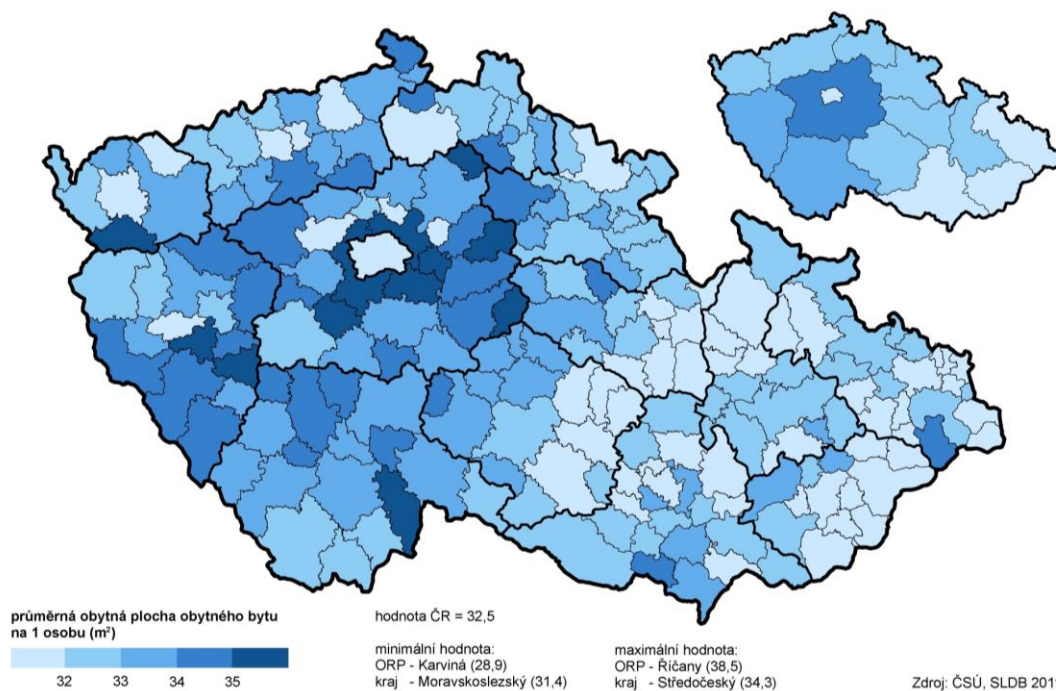 průměrná obytná plocha obytného bytu
na 1 osobu (m²)
32 33 34 35
hodnota ČR = 32,5
minimální hodnota:
ORP - Karviná (28,9)
kraj - Moravskoslezský (31,4)
maximální hodnota:
ORP - Říčany (38,5)
kraj - Středočeský (34,3)
Zdroj: ČSÚ, SLDB